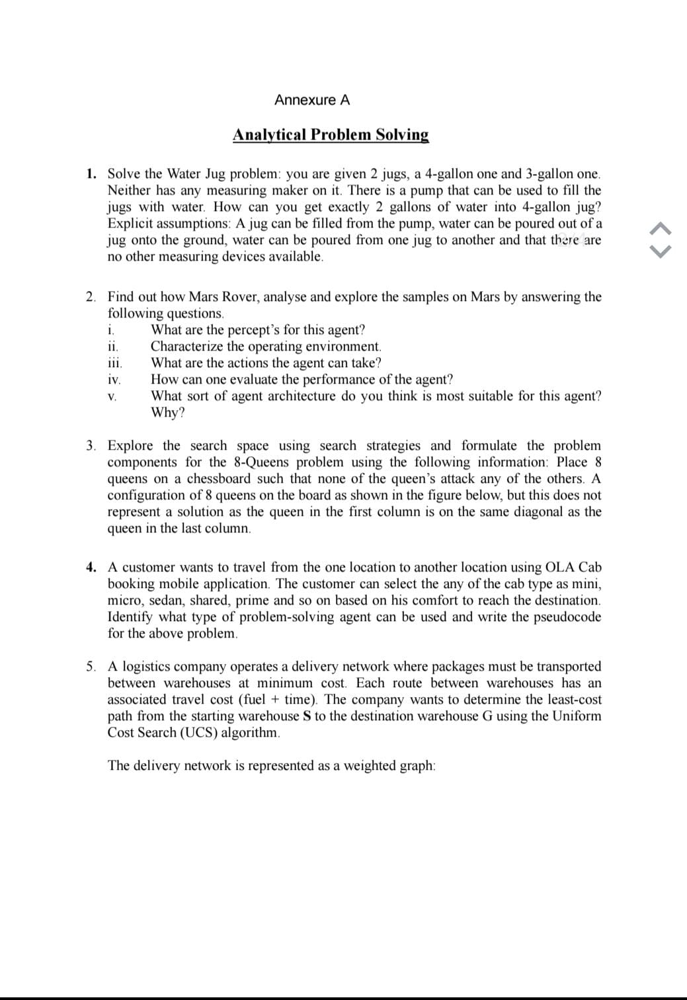 Annexure A
Analytical Problem Solving
1. Solve the Water Jug problem: you are given 2 jugs, a 4-gallon one and 3-gallon one.
Neither has any measuring maker on it. There is a pump that can be used to fill the
jugs with water. How can you get exactly 2 gallons of water into 4-gallon jug?
Explicit assumptions: A jug can be filled from the pump, water can be poured out of a
jug onto the ground, water can be poured from one jug to another and that there are
no other measuring devices available.
2. Find out how Mars Rover, analyse and explore the samples on Mars by answering the
following questions.
i. What are the percept’s for this agent?
ii. Characterize the operating environment.
iii. What are the actions the agent can take?
iv. How can one evaluate the performance of the agent?
v. What sort of agent architecture do you think is most suitable for this agent?
Why?
3. Explore the search space using search strategies and formulate the problem
components for the 8-Queens problem using the following information: Place 8
queens on a chessboard such that none of the queen’s attack any of the others. A
configuration of 8 queens on the board as shown in the figure below, but this does not
represent a solution as the queen in the first column is on the same diagonal as the
queen in the last column.
4. A customer wants to travel from the one location to another location using OLA Cab
booking mobile application. The customer can select the any of the cab type as mini,
micro, sedan, shared, prime and so on based on his comfort to reach the destination.
Identify what type of problem-solving agent can be used and write the pseudocode
for the above problem.
5. A logistics company operates a delivery network where packages must be transported
between warehouses at minimum cost. Each route between warehouses has an
associated travel cost (fuel + time). The company wants to determine the least-cost
path from the starting warehouse S to the destination warehouse G using the Uniform
Cost Search (UCS) algorithm.
The delivery network is represented as a weighted graph: